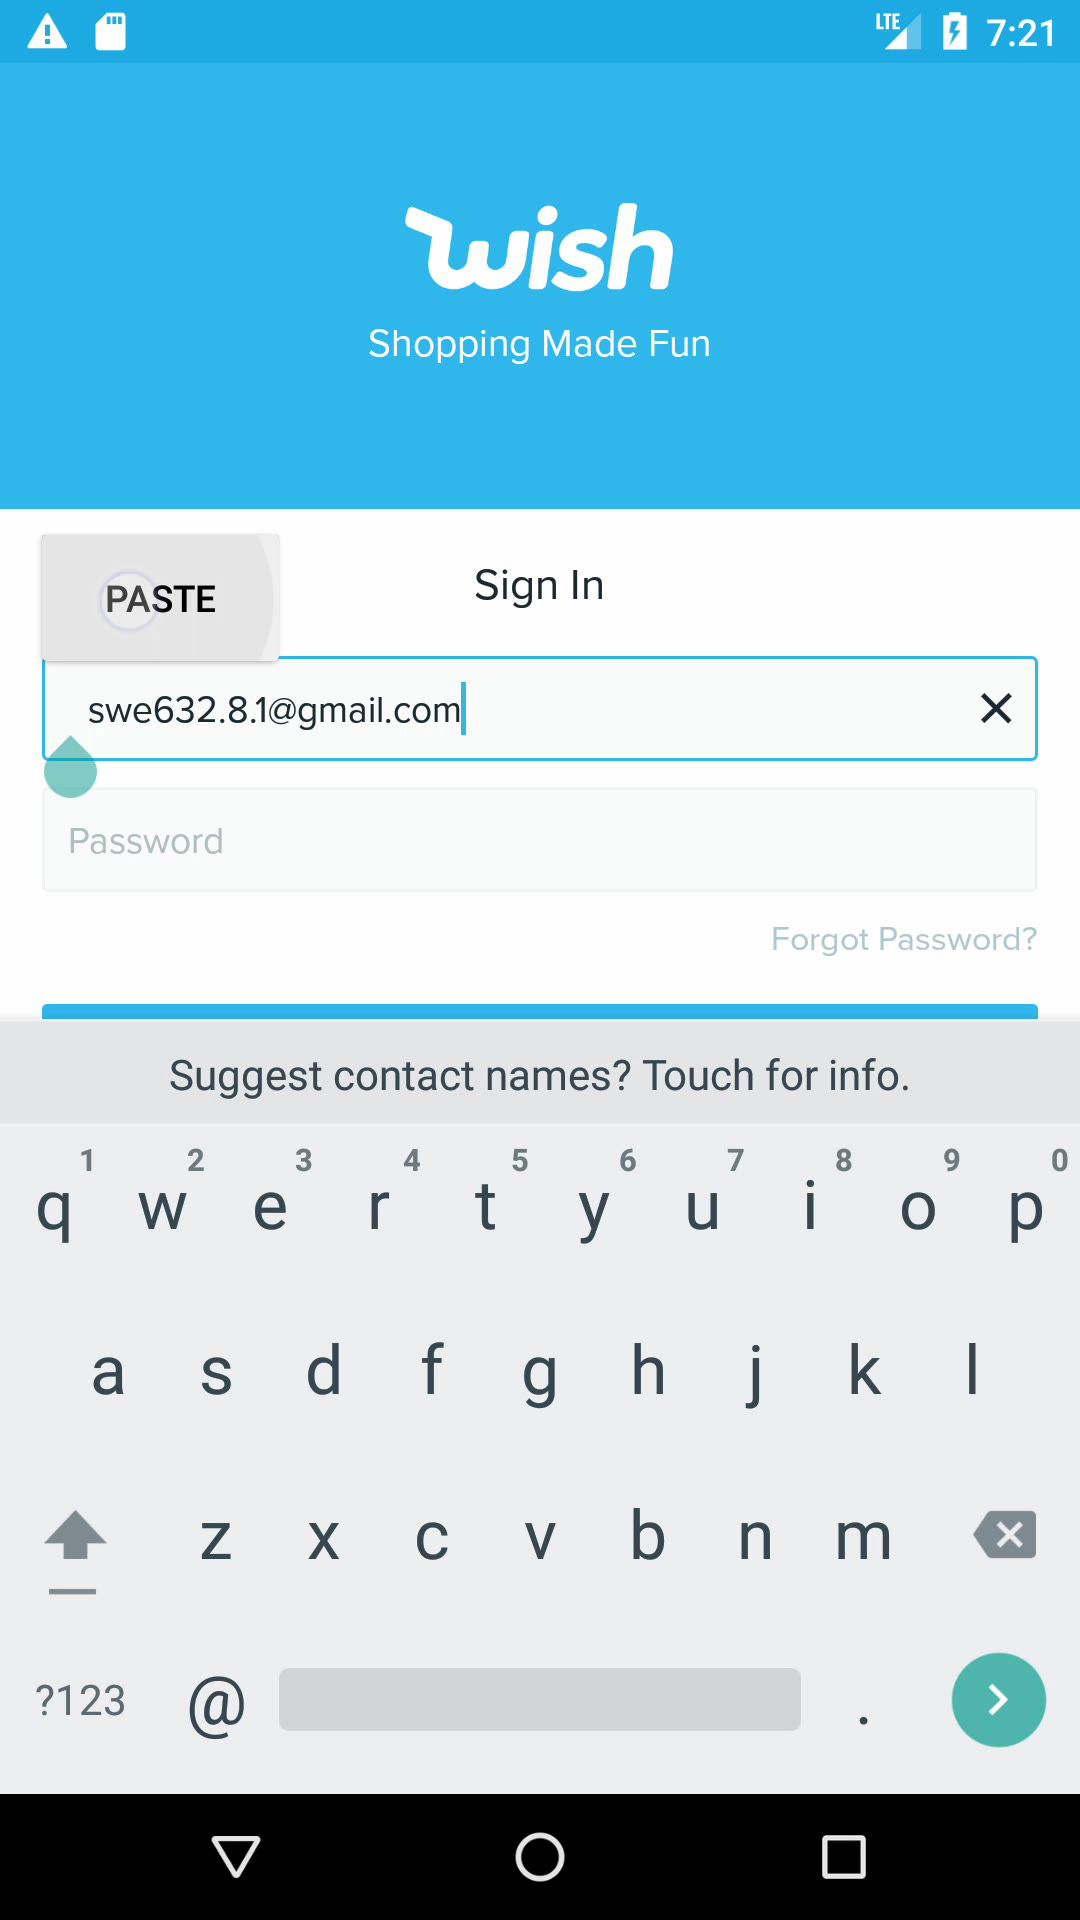 LTE 7:21
wish
Shopping Made Fun
PASTE
Sign In
swe632.8.1@gmail.com
Password
Forgot Password?
Suggest contact names? Touch for info.
1 2 3 4 5 6 7 8 9 0
q w e r t y u i o p
a s d f g h j k l
z x c v b n m
?123 @ .